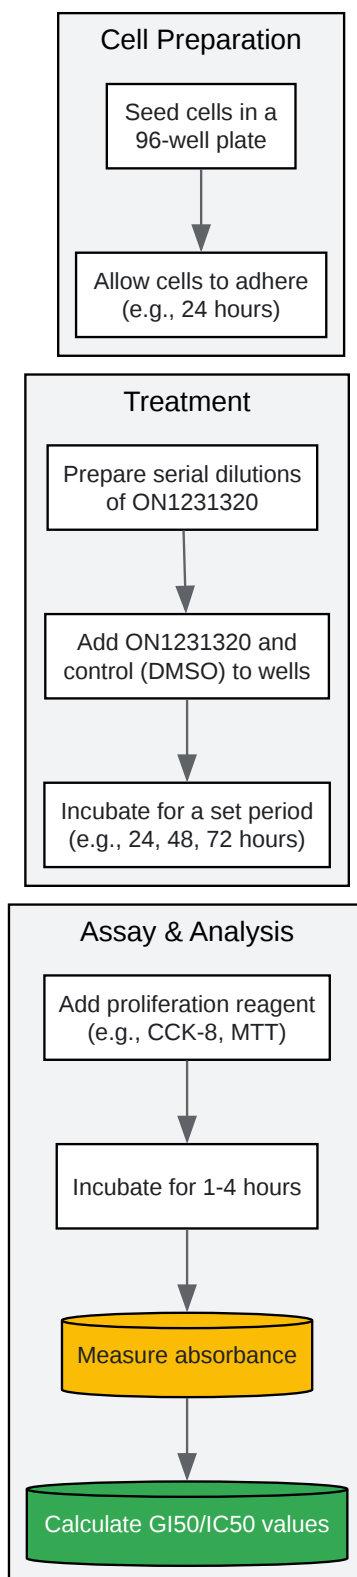 Cell Preparation
Seed cells in a
96-well plate
Allow cells to adhere
(e.g., 24 hours)
Treatment
Prepare serial dilutions
of ON1231320
Add ON1231320 and
control (DMSO) to wells
Incubate for a set period
(e.g., 24, 48, 72 hours)
Assay & Analysis
Add proliferation reagent
(e.g., CCK-8, MTT)
Incubate for 1-4 hours
Measure absorbance
Calculate GI50/IC50 values